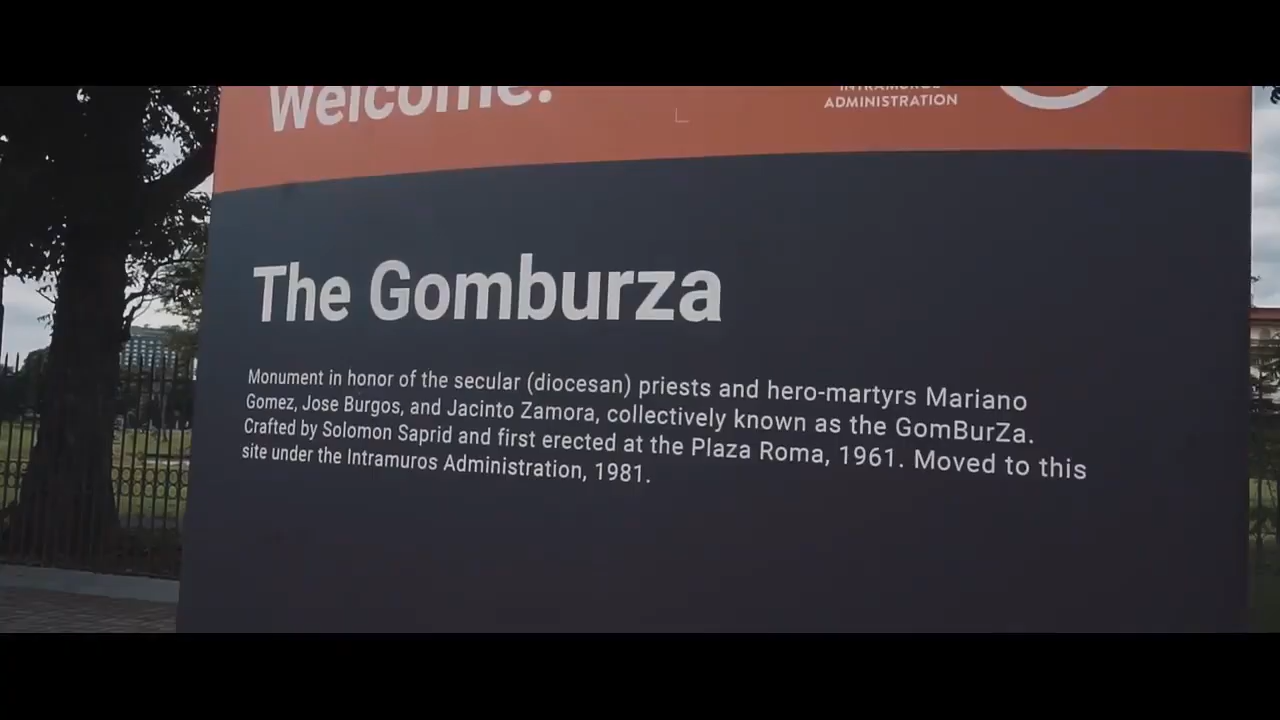 Welcome!
INTRAMUROS
ADMINISTRATION
The Gomburza
Monument in honor of the secular (diocesan) priests and hero-martyrs Mariano
Gomez, Jose Burgos, and Jacinto Zamora, collectively known as the GomBurZa.
Crafted by Solomon Saprid and first erected at the Plaza Roma, 1961. Moved to this
site under the Intramuros Administration, 1981.